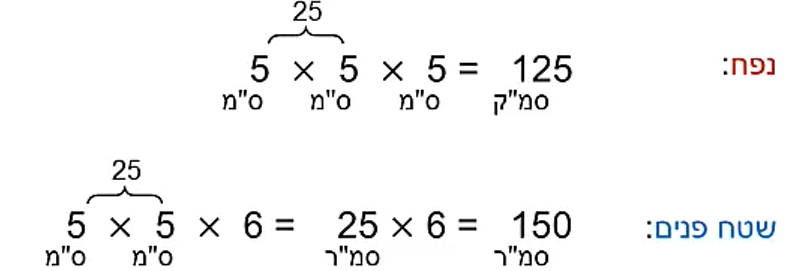 25
נפח: 5 × 5 × 5 = 125
ס"מ ס"מ ס"מ סמ"ק
25
שטח פנים: 5 × 5 × 6 = 25 × 6 = 150
ס"מ ס"מ סמ"ר סמ"ר